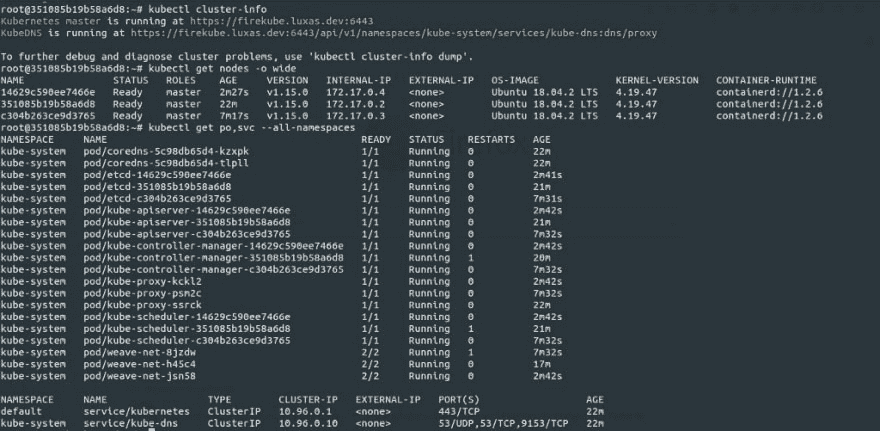 root@351085b19b58a6d8:~# kubectl cluster-info
Kubernetes master is running at https://firekube.luxas.dev:6443
KubeDNS is running at https://firekube.luxas.dev:6443/api/v1/namespaces/kube-system/services/kube-dns:dns/proxy

To further debug and diagnose cluster problems, use 'kubectl cluster-info dump'.
root@351085b19b58a6d8:~# kubectl get nodes -o wide
NAME STATUS ROLES AGE VERSION INTERNAL-IP EXTERNAL-IP OS-IMAGE KERNEL-VERSION CONTAINER-RUNTIME
14629c590ee7466e Ready master 2m27s v1.15.0 172.17.0.4 <none> Ubuntu 18.04.2 LTS 4.19.47 containerd://1.2.6
351085b19b58a6d8 Ready master 22m v1.15.0 172.17.0.2 <none> Ubuntu 18.04.2 LTS 4.19.47 containerd://1.2.6
c304b263ce9d3765 Ready master 7m17s v1.15.0 172.17.0.3 <none> Ubuntu 18.04.2 LTS 4.19.47 containerd://1.2.6
root@351085b19b58a6d8:~# kubectl get po,svc --all-namespaces
NAMESPACE NAME READY STATUS RESTARTS AGE
kube-system pod/coredns-5c98db65d4-kzxpk 1/1 Running 0 22m
kube-system pod/coredns-5c98db65d4-tlpll 1/1 Running 0 22m
kube-system pod/etcd-14629c590ee7466e 1/1 Running 0 2m41s
kube-system pod/etcd-351085b19b58a6d8 1/1 Running 0 21m
kube-system pod/etcd-c304b263ce9d3765 1/1 Running 0 7m31s
kube-system pod/kube-apiserver-14629c590ee7466e 1/1 Running 0 2m42s
kube-system pod/kube-apiserver-351085b19b58a6d8 1/1 Running 0 21m
kube-system pod/kube-apiserver-c304b263ce9d3765 1/1 Running 0 7m32s
kube-system pod/kube-controller-manager-14629c590ee7466e 1/1 Running 0 2m42s
kube-system pod/kube-controller-manager-351085b19b58a6d8 1/1 Running 1 20m
kube-system pod/kube-controller-manager-c304b263ce9d3765 1/1 Running 0 7m32s
kube-system pod/kube-proxy-kckl2 1/1 Running 0 2m42s
kube-system pod/kube-proxy-psm2c 1/1 Running 0 7m32s
kube-system pod/kube-proxy-ssrck 1/1 Running 0 22m
kube-system pod/kube-scheduler-14629c590ee7466e 1/1 Running 0 2m42s
kube-system pod/kube-scheduler-351085b19b58a6d8 1/1 Running 1 21m
kube-system pod/kube-scheduler-c304b263ce9d3765 1/1 Running 0 7m32s
kube-system pod/weave-net-8jzdw 2/2 Running 1 7m32s
kube-system pod/weave-net-h45c4 2/2 Running 0 17m
kube-system pod/weave-net-jsn58 2/2 Running 0 2m42s

NAMESPACE NAME TYPE CLUSTER-IP EXTERNAL-IP PORT(S) AGE
default service/kubernetes ClusterIP 10.96.0.1 <none> 443/TCP 22m
kube-system service/kube-dns ClusterIP 10.96.0.10 <none> 53/UDP,53/TCP,9153/TCP 22m